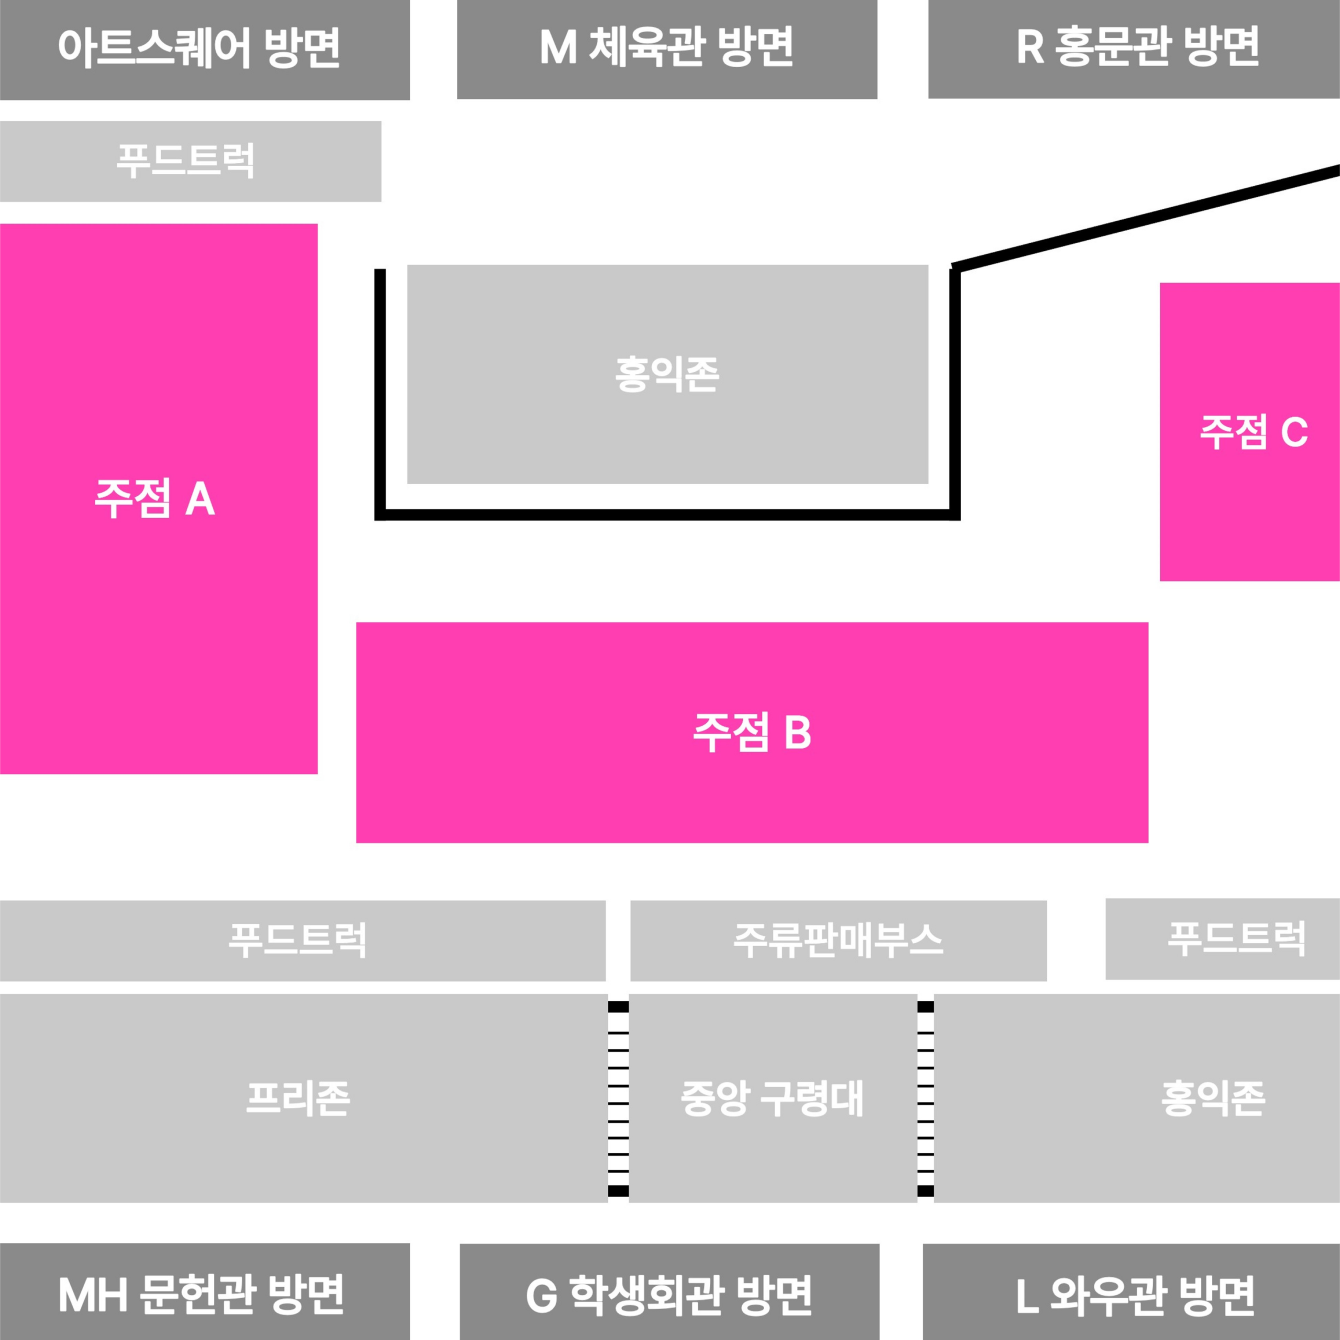 아트스퀘어 방면
M 체육관 방면
R 홍문관 방면
푸드트럭
홍익존
주점 A
주점 C
주점 B
푸드트럭
주류판매부스
푸드트럭
프리존
중앙 구령대
홍익존
MH 문헌관 방면
G 학생회관 방면
L 와우관 방면